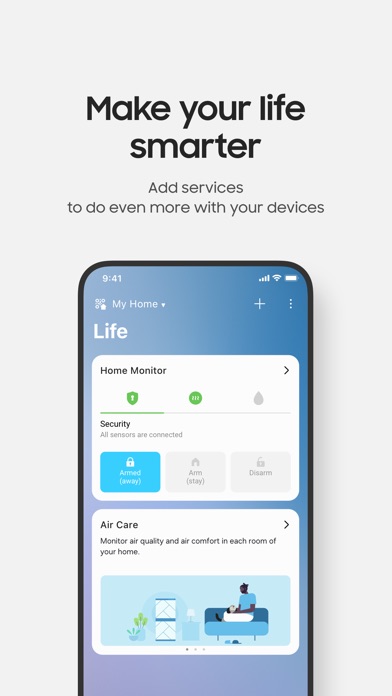 Make your life
smarter
Add services
to do even more with your devices
9:41
My Home
Life
Home Monitor
Security
All sensors are connected
Armed
(away)
Arm
(stay)
Disarm
Air Care
Monitor air quality and air comfort in each room of
your home.